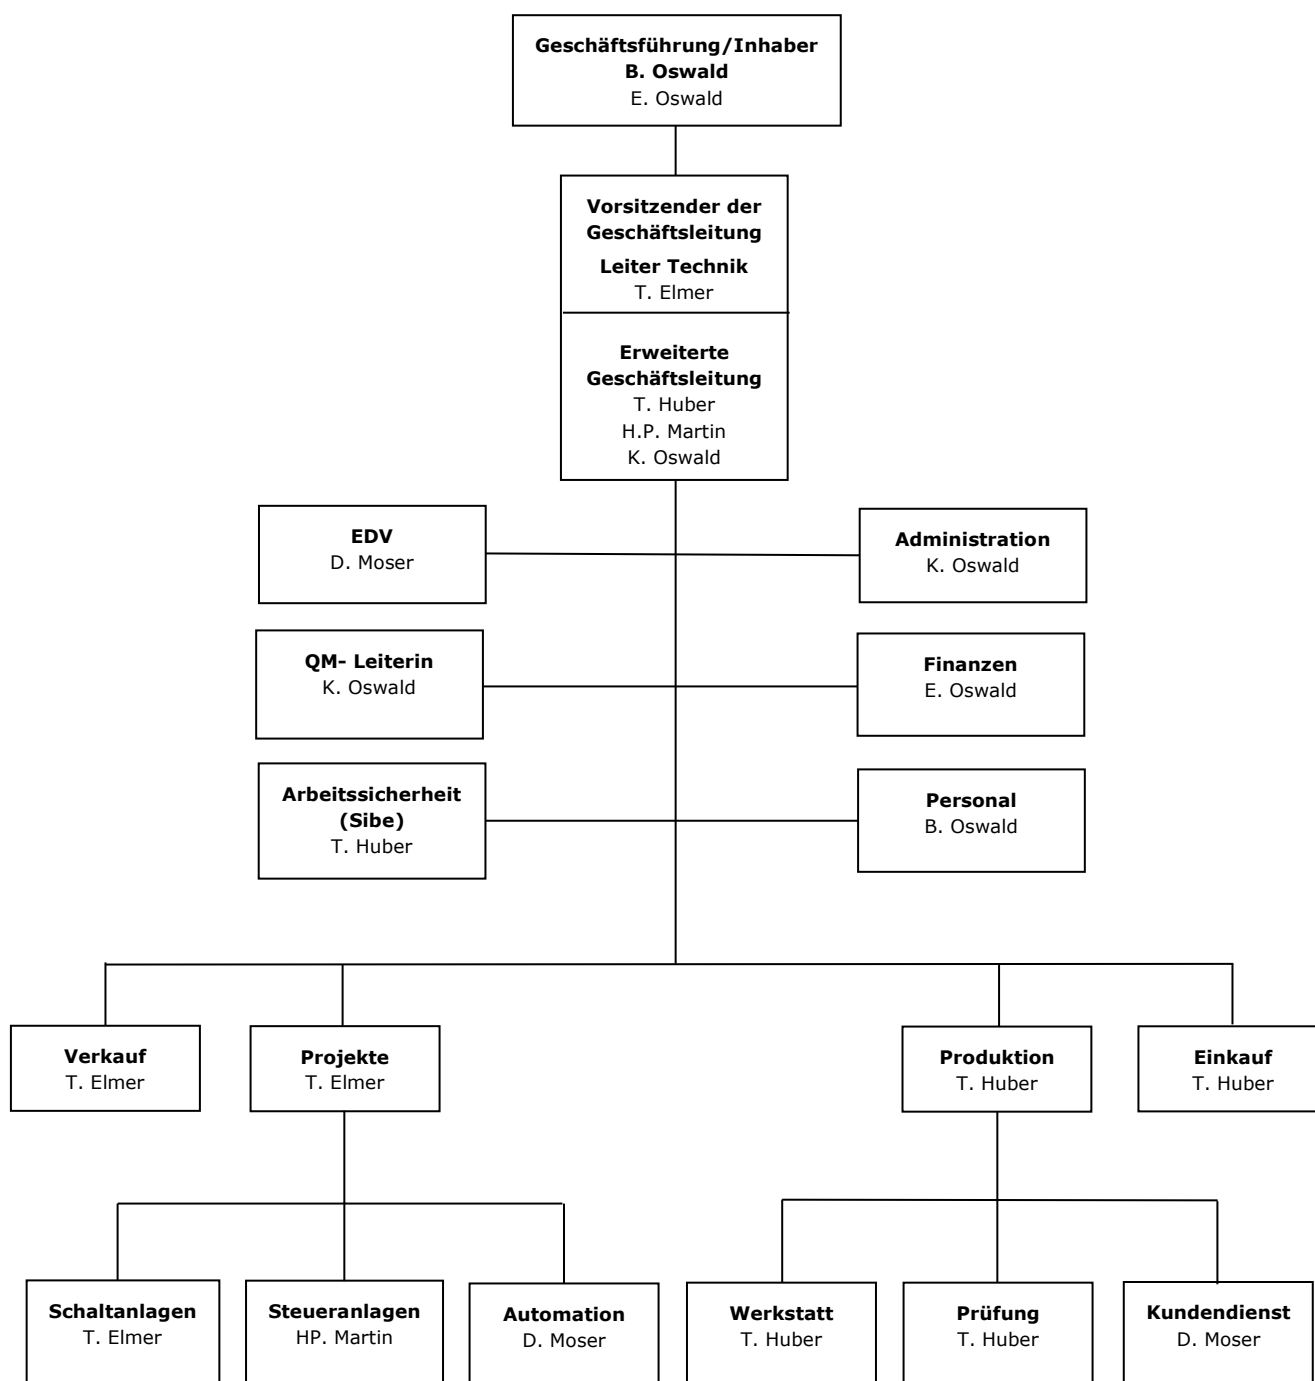 Geschäftsführung/Inhaber
B. Oswald
E. Oswald
Vorsitzender der
Geschäftsleitung
Leiter Technik
T. Elmer
Erweiterte
Geschäftsleitung
T. Huber
H.P. Martin
K. Oswald
EDV
D. Moser
Administration
K. Oswald
QM- Leiterin
K. Oswald
Finanzen
E. Oswald
Arbeitssicherheit
(Sibe)
T. Huber
Personal
B. Oswald
Verkauf
T. Elmer
Projekte
T. Elmer
Produktion
T. Huber
Einkauf
T. Huber
Schaltanlagen
T. Elmer
Steueranlagen
HP. Martin
Automation
D. Moser
Werkstatt
T. Huber
Prüfung
T. Huber
Kundendienst
D. Moser